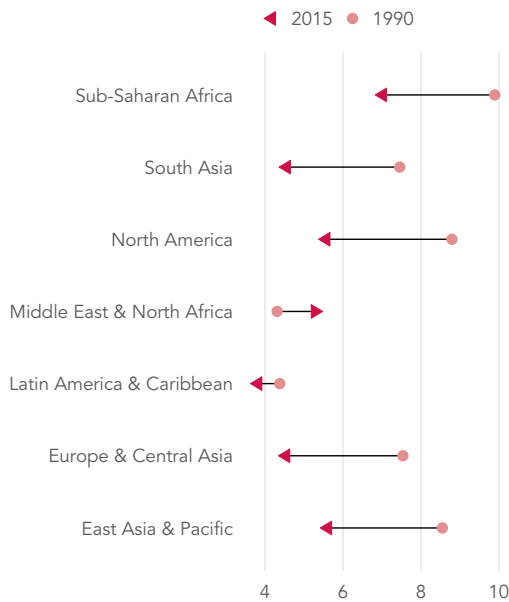 2015 1990
Sub-Saharan Africa
South Asia
North America
Middle East & North Africa
Latin America & Caribbean
Europe & Central Asia
East Asia & Pacific
4 6 8 10